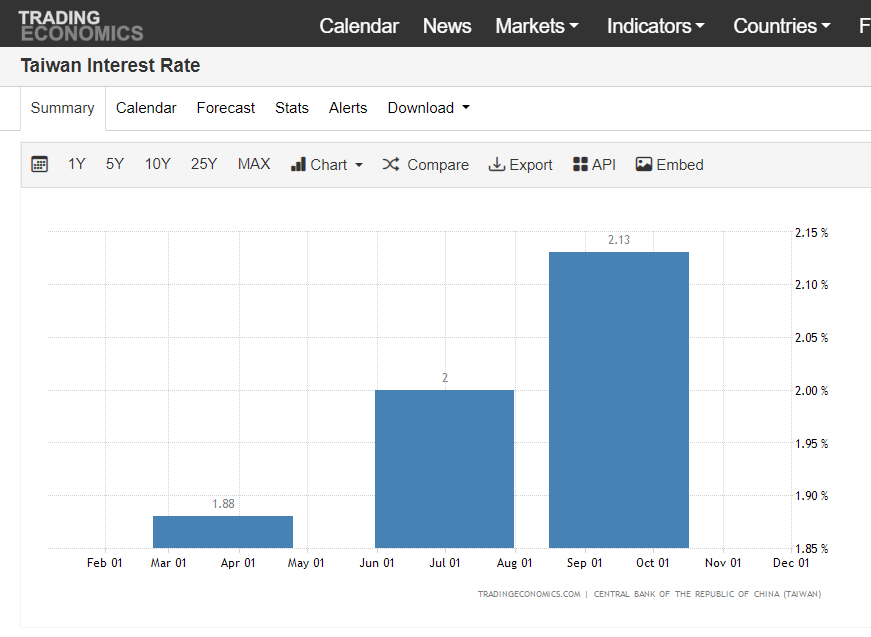 TRADING
ECONOMICS
Calendar News Markets Indicators Countries F
Taiwan Interest Rate
Summary Calendar Forecast Stats Alerts Download
1Y 5Y 10Y 25Y MAX Chart Compare Export API Embed
2.15 %
2.13
2.10 %
2.05 %
2
2.00 %
1.95 %
1.90 %
1.88
1.85 %
Feb 01 Mar 01 Apr 01 May 01 Jun 01 Jul 01 Aug 01 Sep 01 Oct 01 Nov 01 Dec 01
TRADINGECONOMICS.COM | CENTRAL BANK OF THE REPUBLIC OF CHINA (TAIWAN)